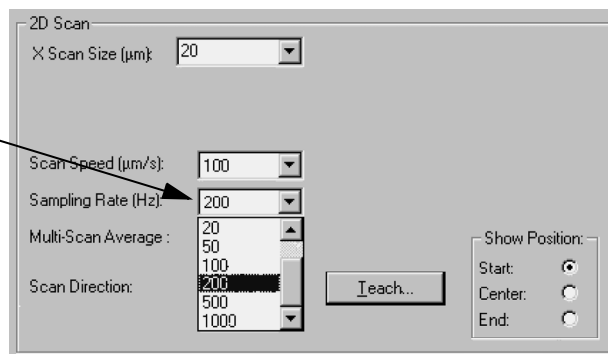 2D Scan
X Scan Size (µm): 20
Scan Speed (µm/s): 100
Sampling Rate (Hz): 200
20
Multi-Scan Average :
50
100
200
Scan Direction:
500
1000
Teach...
Show Position:
Start:
Center:
End: